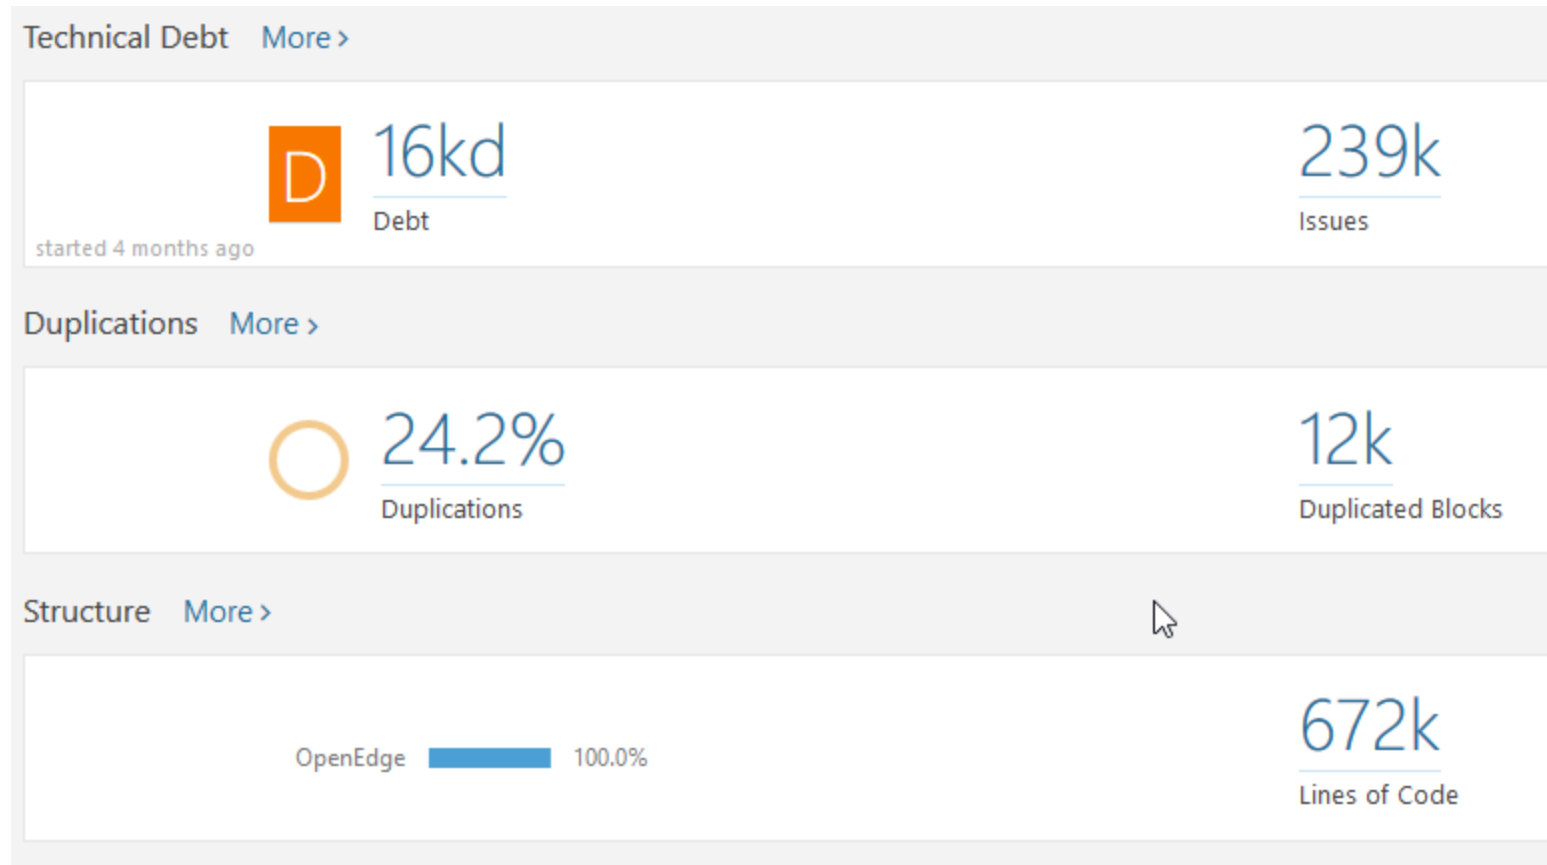 Technical Debt More >
D 16kd 239k
Debt Issues
started 4 months ago
Duplications More >
24.2% 12k
Duplications Duplicated Blocks
Structure More >
672k
OpenEdge 100.0%
Lines of Code